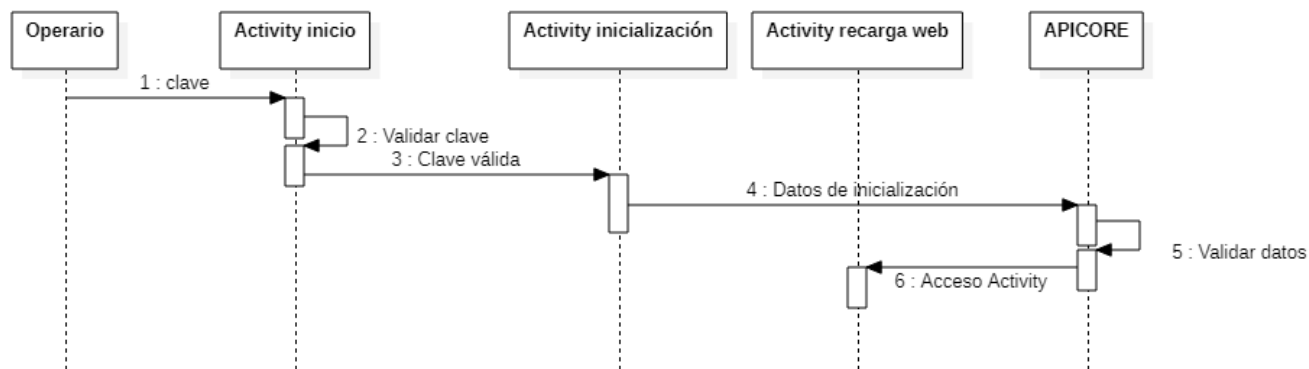 Operario
Activity inicio
Activity inicialización
Activity recarga web
APICORE
1 : clave
2 : Validar clave
3 : Clave válida
4 : Datos de inicialización
5 : Validar datos
6 : Acceso Activity